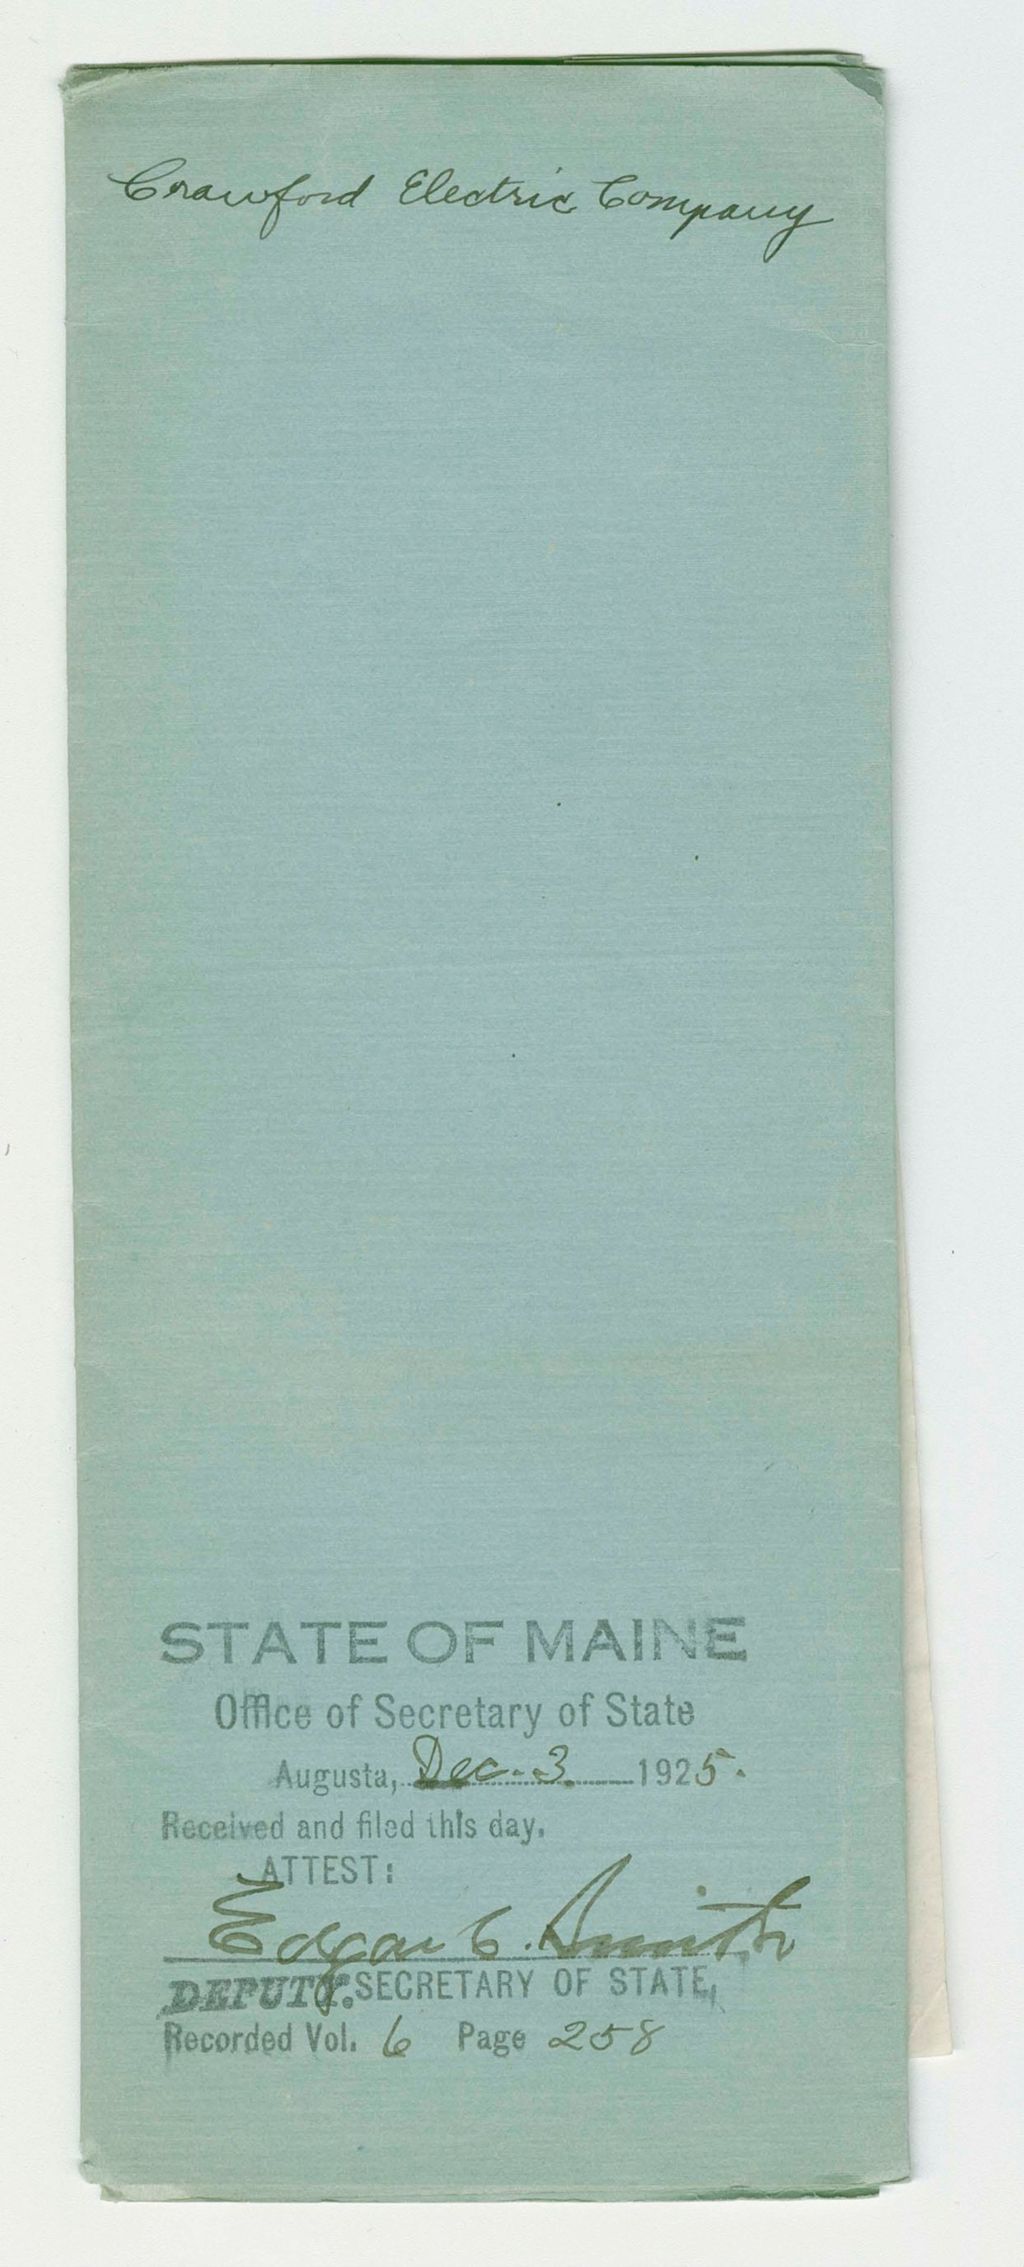 Crawford Electric Company
STATE OF MAINE
Office of Secretary of State
Augusta, Dec. 3. 1925.
Received and filed this day.
ATTEST:
Edgar C. Smith
DEPUTY. SECRETARY OF STATE,
Recorded Vol. 6 Page 258